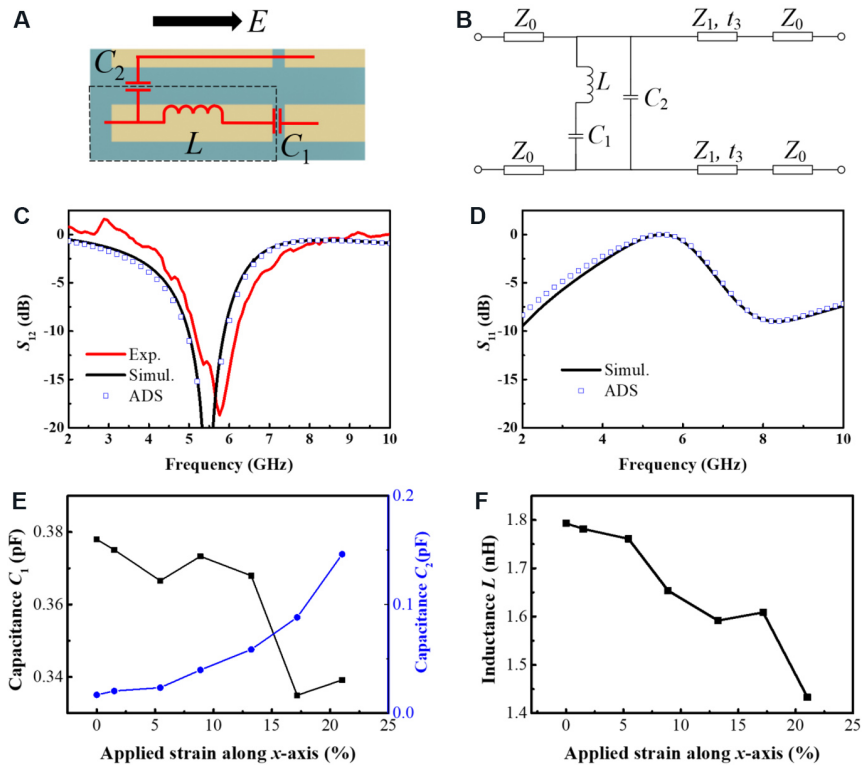 A
E
C₂
L
C₁
B
Z₀
Z₁, t₃
Z₀
L
C₂
C₁
Z₀
Z₁, t₃
Z₀
C
0
-5
-10
-15
-20
S₁₂ (dB)
Exp.
Simul.
ADS
2 3 4 5 6 7 8 9 10
Frequency (GHz)
D
0
-5
-10
-15
-20
S₁₁ (dB)
Simul.
ADS
2 4 6 8 10
Frequency (GHz)
E
0.38
0.36
0.34
Capacitance C₁ (pF)
0.2
0.1
0.0
Capacitance C₂(pF)
0 5 10 15 20 25
Applied strain along x-axis (%)
F
1.8
1.7
1.6
1.5
1.4
Inductance L (nH)
0 5 10 15 20 25
Applied strain along x-axis (%)